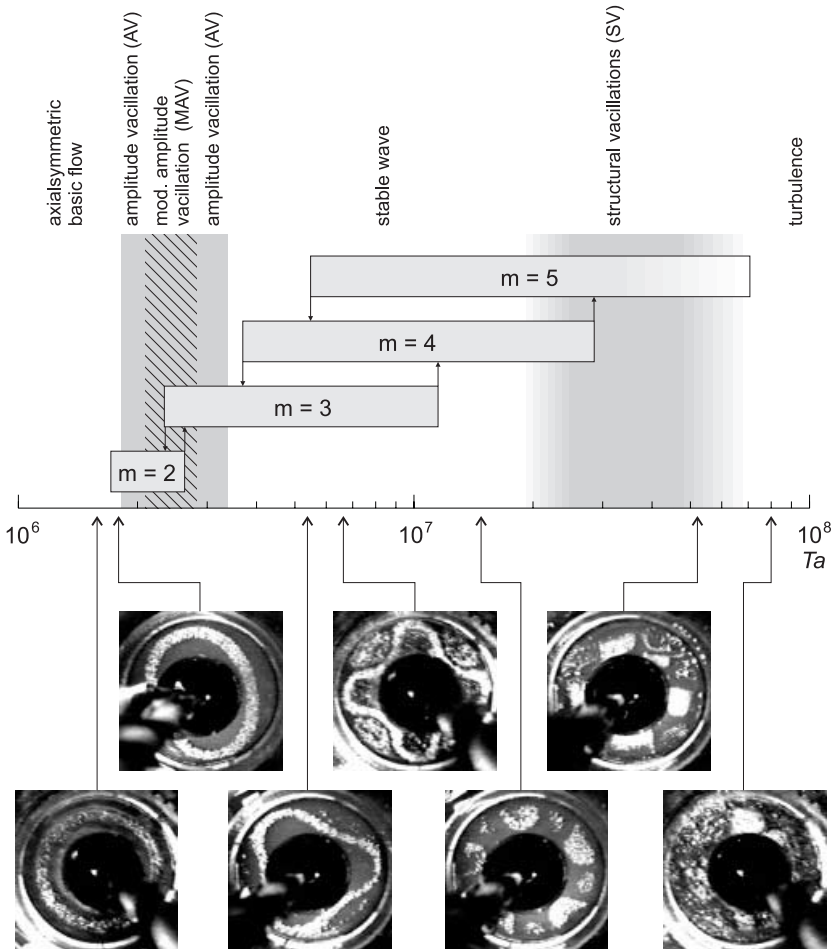 axialsymmetric
basic flow
amplitude vacillation (AV)
mod. amplitude
vacillation (MAV)
amplitude vacillation (AV)
stable wave
structural vacillations (SV)
turbulence
m = 5
m = 4
m = 3
m = 2
10⁶
10⁷
10⁸
Ta